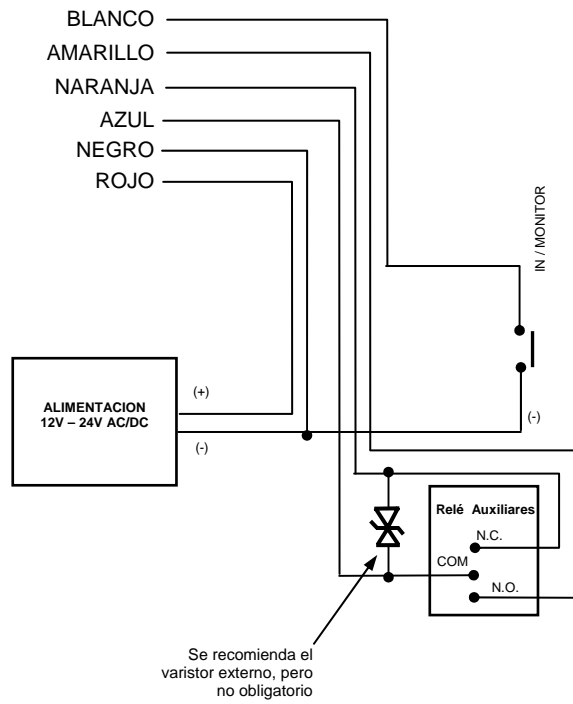 BLANCO
AMARILLO
NARANJA
AZUL
NEGRO
ROJO
IN / MONITOR
ALIMENTACION
12V – 24V AC/DC
(+)
(-)
(-)
Relé Auxiliares
N.C.
COM
N.O.
Se recomienda el
varistor externo, pero
no obligatorio